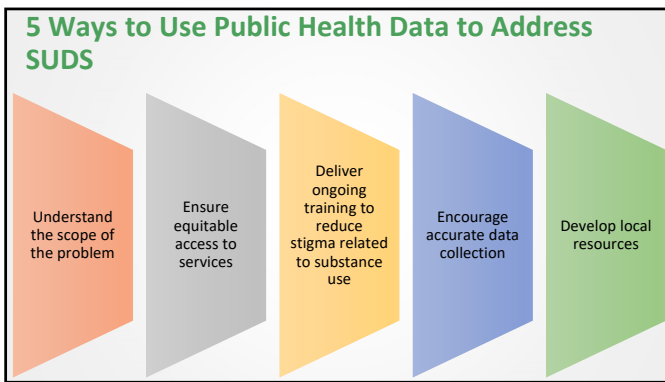 5 Ways to Use Public Health Data to Address
SUDS
Understand
the scope of
the problem
Ensure
equitable
access to
services
Deliver
ongoing
training to
reduce
stigma related
to substance
use
Encourage
accurate data
collection
Develop local
resources